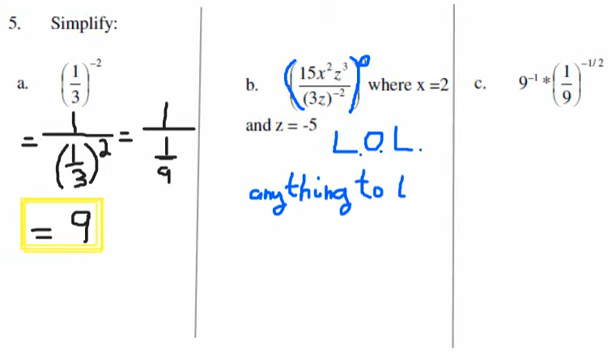 5. Simplify:
a. (1/3)^-2
= 1/(1/3)^2 = 1/(1/9)
= 9
b. (15x^2z^3/(3z)^-2)^0 where x =2
and z = -5
L.O.L.
anything to
c. 9^-1 * (1/9)^-1/2